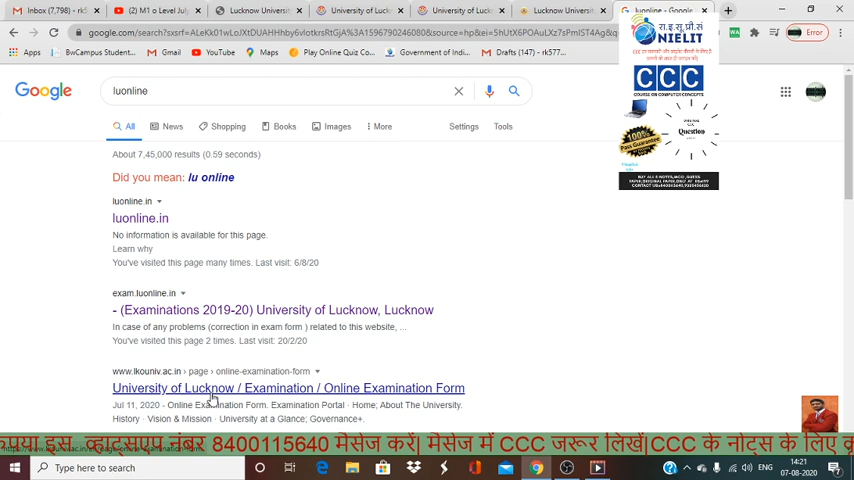 Inbox (7,798) - rk5
(2) M1 o Level July
Lucknow Universi
University of Luck
University of Luc
Lucknow Universi
luonline - Google
google.com/search?sxsrf=ALeKk01wLoJXtDUAHHhby6vlotkrsRtGjA%3A1596790246080&source=hp&ei=5hUtX6POAuLXz7sPmIST4Ag&q
Error
Apps
BwCampus Student...
Gmail
YouTube
Maps
Play Online Quiz Co...
Government of Indi...
Drafts (147) - rk577...
रा.इ.सू.प्रौ.सं
NIELIT
CCC
COURSE ON COMPUTER CONCEPTS
Question
100%
Pass Guarantee
Google
luonline
All
News
Shopping
Books
Images
More
Settings
Tools
About 7,45,000 results (0.59 seconds)
Did you mean: lu online
luonline.in
luonline.in
No information is available for this page.
Learn why
You've visited this page many times. Last visit: 6/8/20
exam.luonline.in
- (Examinations 2019-20) University of Lucknow, Lucknow
In case of any problems (correction in exam form ) related to this website, ...
You've visited this page 2 times. Last visit: 20/2/20
www.lkouniv.ac.in › page › online-examination-form
University of Lucknow / Examination / Online Examination Form
Jul 11, 2020 - Online Examination Form. Examination Portal · Home; About The University.
History · Vision & Mission · University at a Glance; Governance+.
कृपया इस व्हाट्सएप नंबर 8400115640 मैसेज करें| मैसेज में CCC जरूर लिखें|CCC के नोट्स के लिए
Type here to search
ENG
14:21
07-08-2020